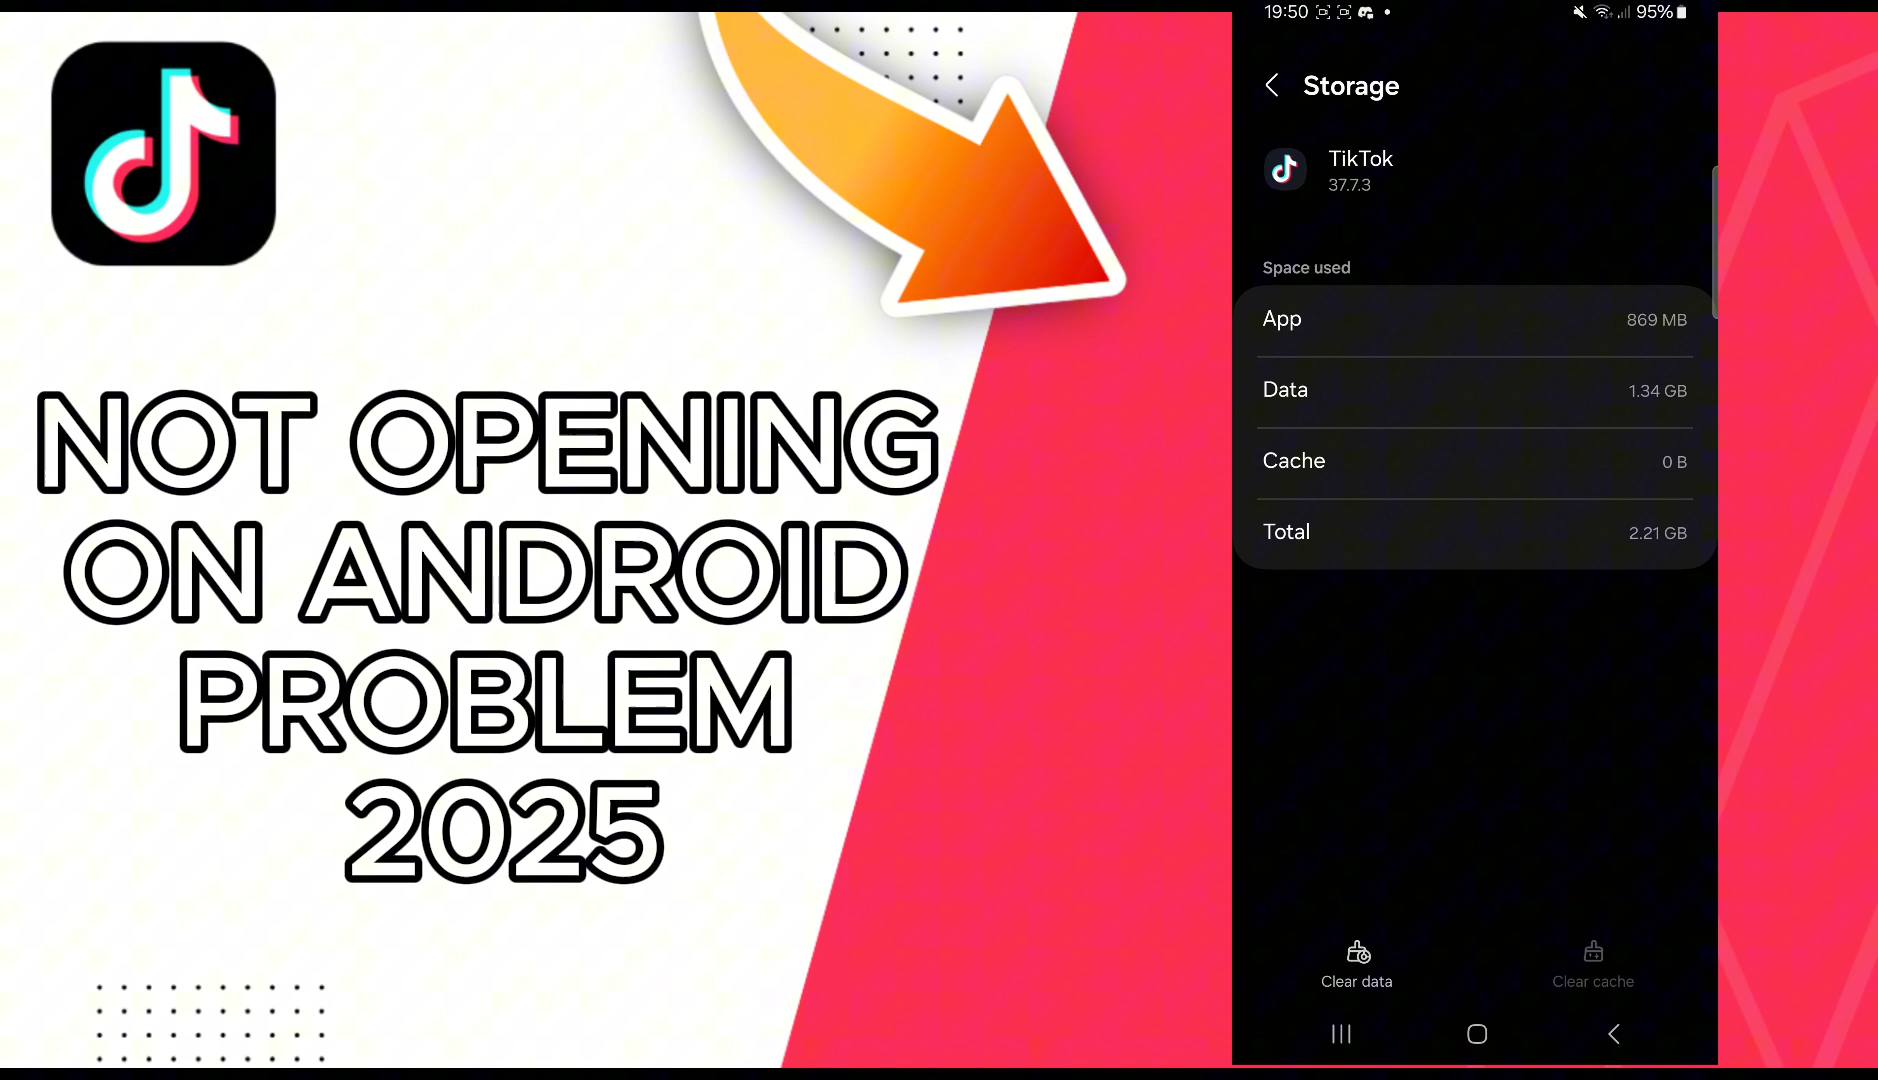 NOT OPENING
ON ANDROID
PROBLEM
2025
19:50
95%
Storage
TikTok
37.7.3
Space used
App 869 MB
Data 1.34 GB
Cache 0 B
Total 2.21 GB
Clear data Clear cache